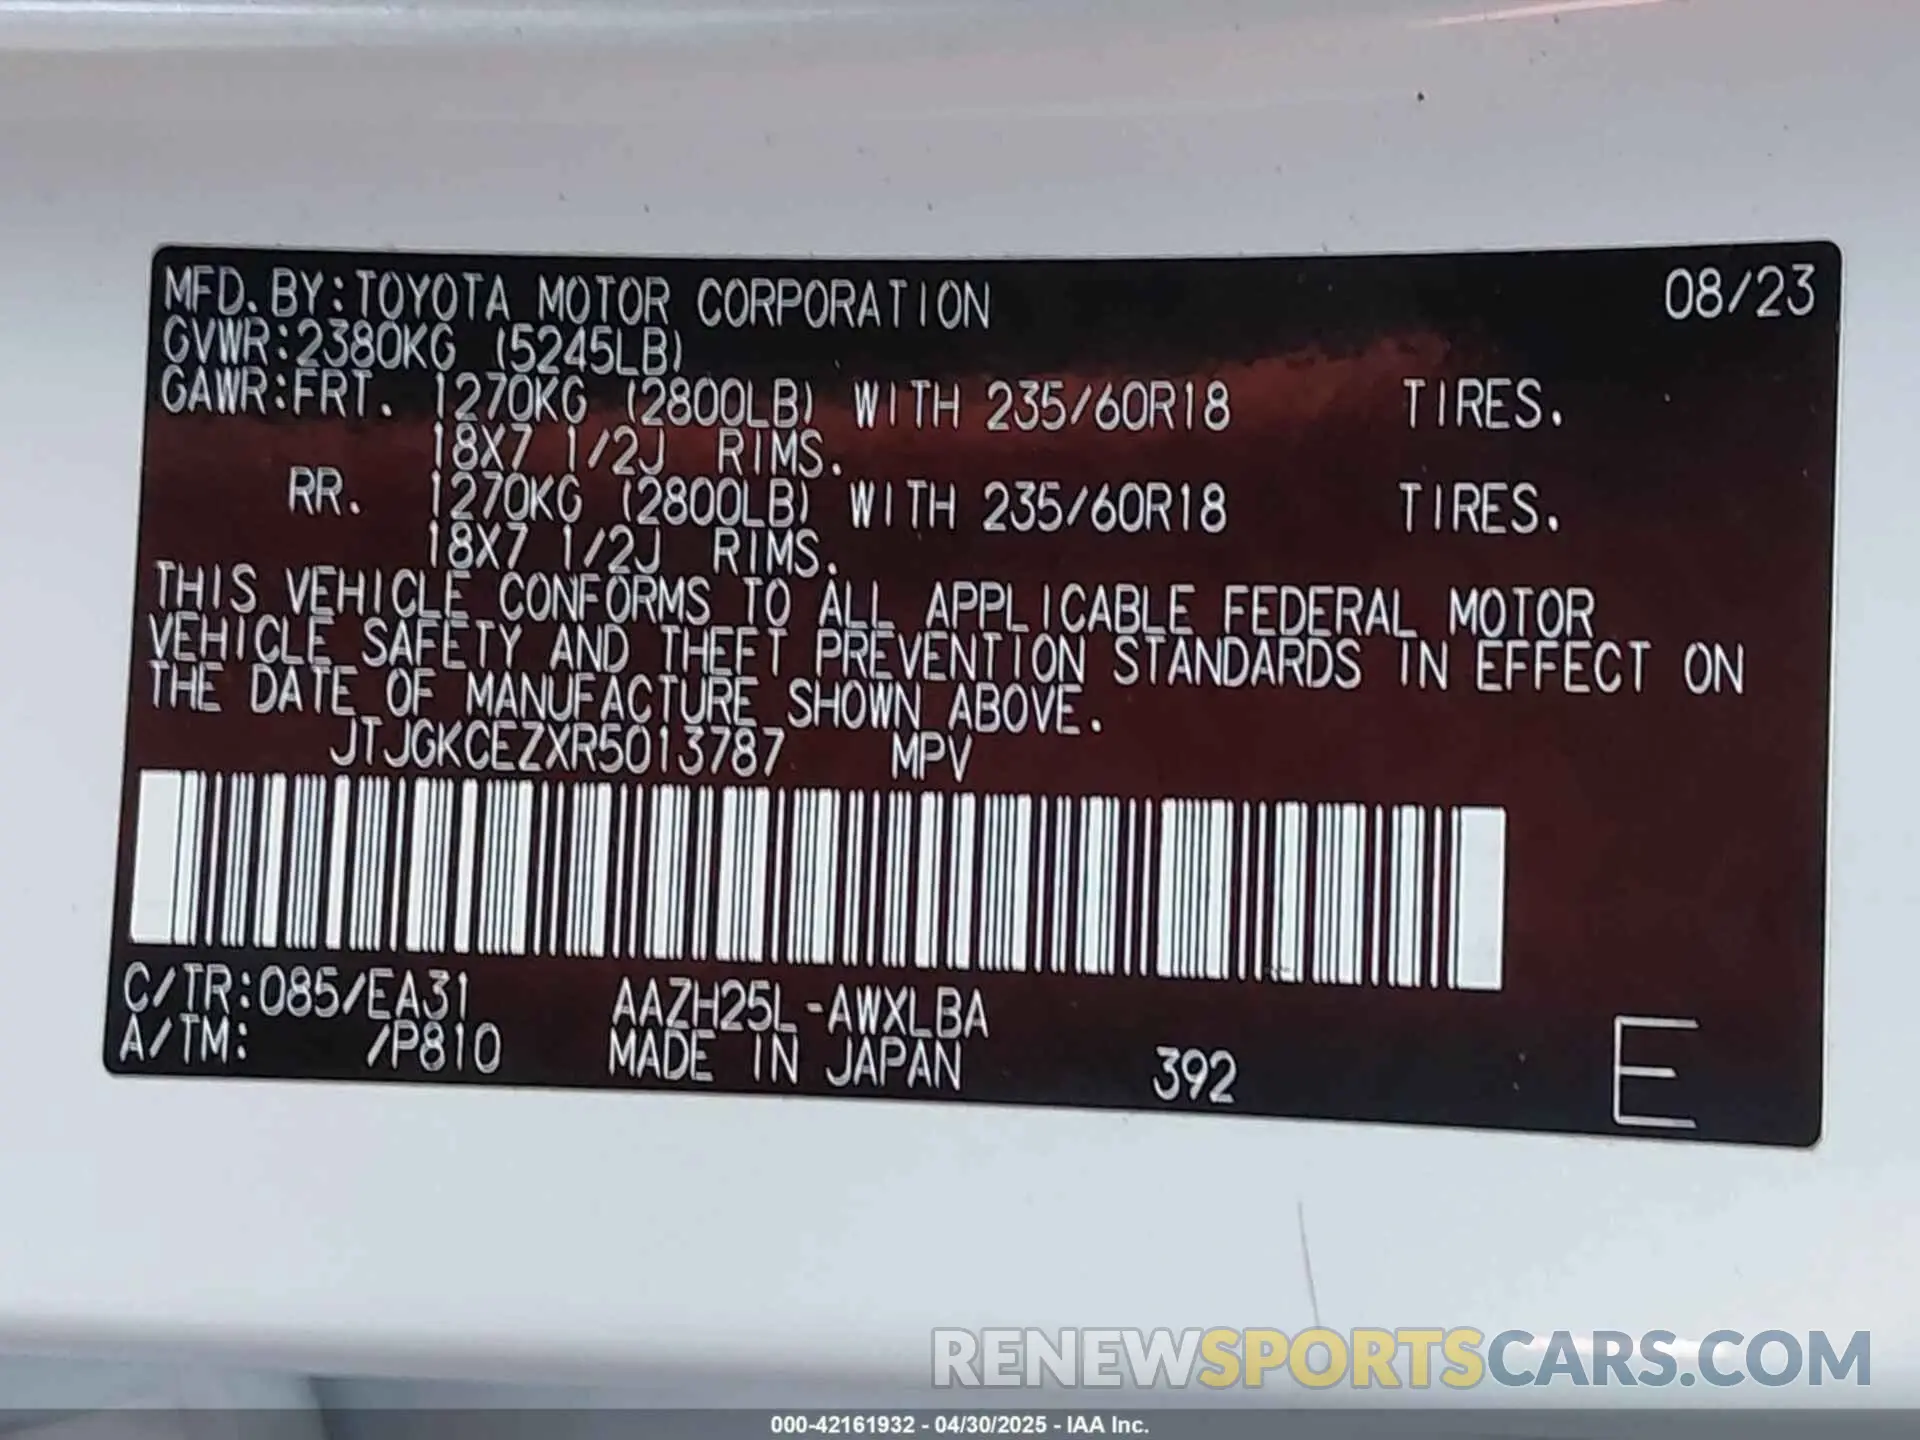 MFD. BY: TOYOTA MOTOR CORPORATION 08/23
GVWR: 2380KG (5245LB)
GAWR: FRT. 1270KG (2800LB) WITH 235/60R18 TIRES.
18X7 1/2J RIMS.
RR. 1270KG (2800LB) WITH 235/60R18 TIRES.
18X7 1/2J RIMS.
THIS VEHICLE CONFORMS TO ALL APPLICABLE FEDERAL MOTOR
VEHICLE SAFETY AND THEFT PREVENTION STANDARDS IN EFFECT ON
THE DATE OF MANUFACTURE SHOWN ABOVE.
JTJGKCEZXR5013787 MPV
C/TR: 085/EA31 AAZH25L-AWXLBA
A/TM: /P810 MADE IN JAPAN 392 E
RENEWSPORTSCARS.COM
000-42161932 - 04/30/2025 - IAA Inc.